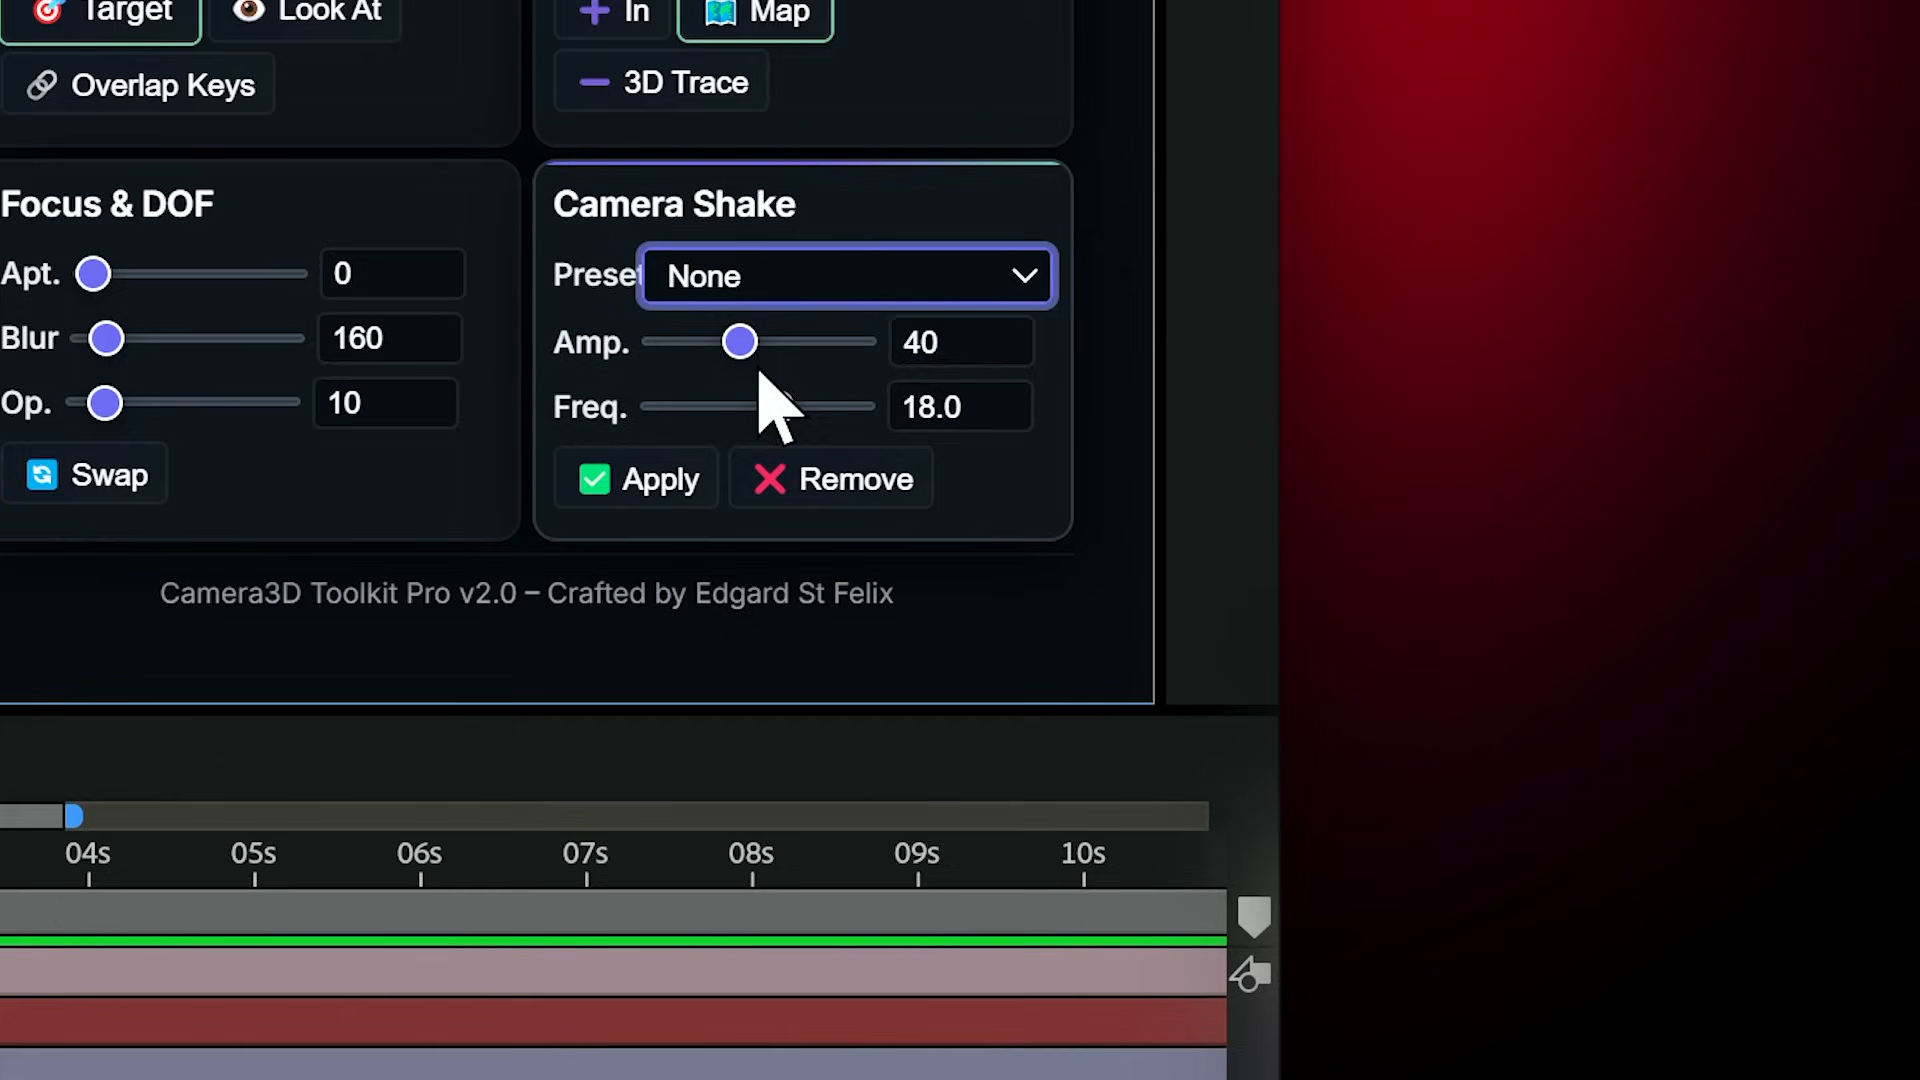 Target
Look At
In
Map
Overlap Keys
3D Trace
Focus & DOF
Apt. 0
Blur 160
Op. 10
Swap
Camera Shake
Preset None
Amp. 40
Freq. 18.0
Apply
Remove
Camera3D Toolkit Pro v2.0 – Crafted by Edgard St Felix
04s 05s 06s 07s 08s 09s 10s